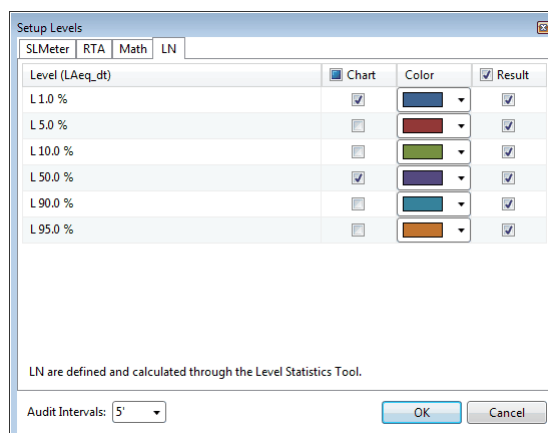 Setup Levels
SLMeter RTA Math LN
Level (LAeq_dt) Chart Color Result
L 1.0 %
L 5.0 %
L 10.0 %
L 50.0 %
L 90.0 %
L 95.0 %
LN are defined and calculated through the Level Statistics Tool.
Audit Intervals: 5' OK Cancel